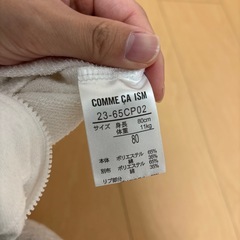 COMME ÇA ISM
23-65CP02
サイズ 身長 80cm
体重 11kg
80
本体 ポリエステル 65%
綿 35%
別布 ポリエステル 65%
綿 35%
リブ部分